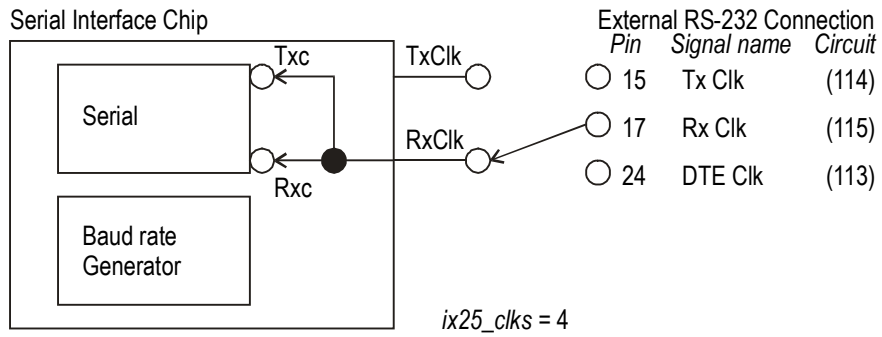 Serial Interface Chip
External RS-232 Connection
Pin Signal name Circuit
Txc
TxClk
15 Tx Clk (114)
Serial
17 Rx Clk (115)
RxClk
24 DTE Clk (113)
Rxc
Baud rate
Generator
ix25_clks = 4